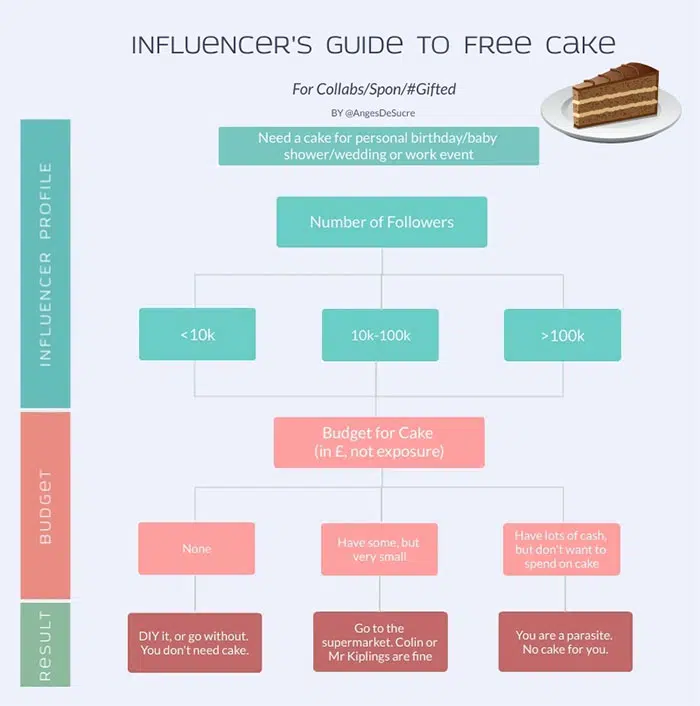 INFLUENCER'S GUIDE TO FREE CAKE
For Collabs/Spon/#Gifted
BY @AngesDeSucre
INFLUENCER PROFILE
Need a cake for personal birthday/baby
shower/wedding or work event
Number of Followers
<10k
10k-100k
>100k
BUDGET
Budget for Cake
(in £, not exposure)
None
Have some, but
very small
Have lots of cash,
but don't want to
spend on cake
RESULT
DIY it, or go without.
You don't need cake.
Go to the
supermarket. Colin or
Mr Kiplings are fine
You are a parasite.
No cake for you.